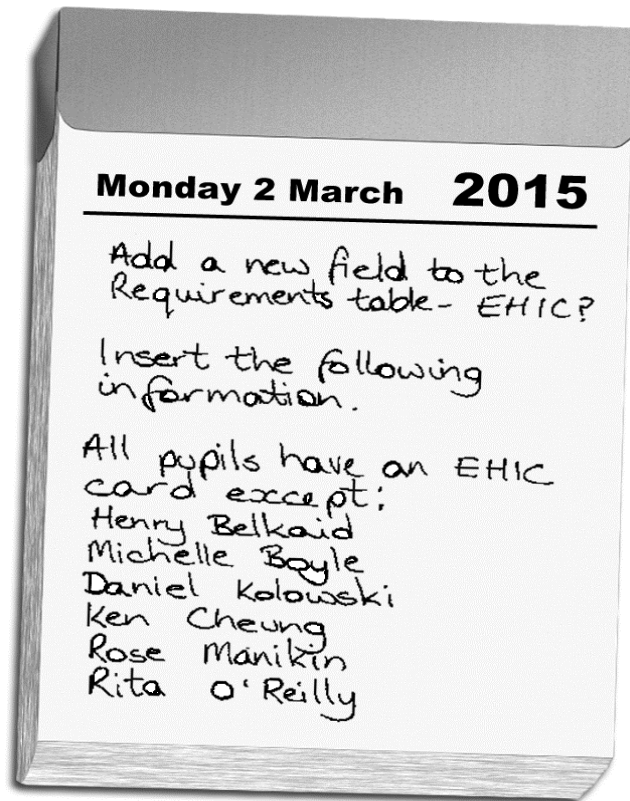 Monday 2 March 2015
Add a new field to the
Requirements table- EHIC?
Insert the following
information.
All pupils have an EHIC
card except:
Henry Belkaid
Michelle Boyle
Daniel Kolowski
Ken Cheung
Rose Manikin
Rita O'Reilly